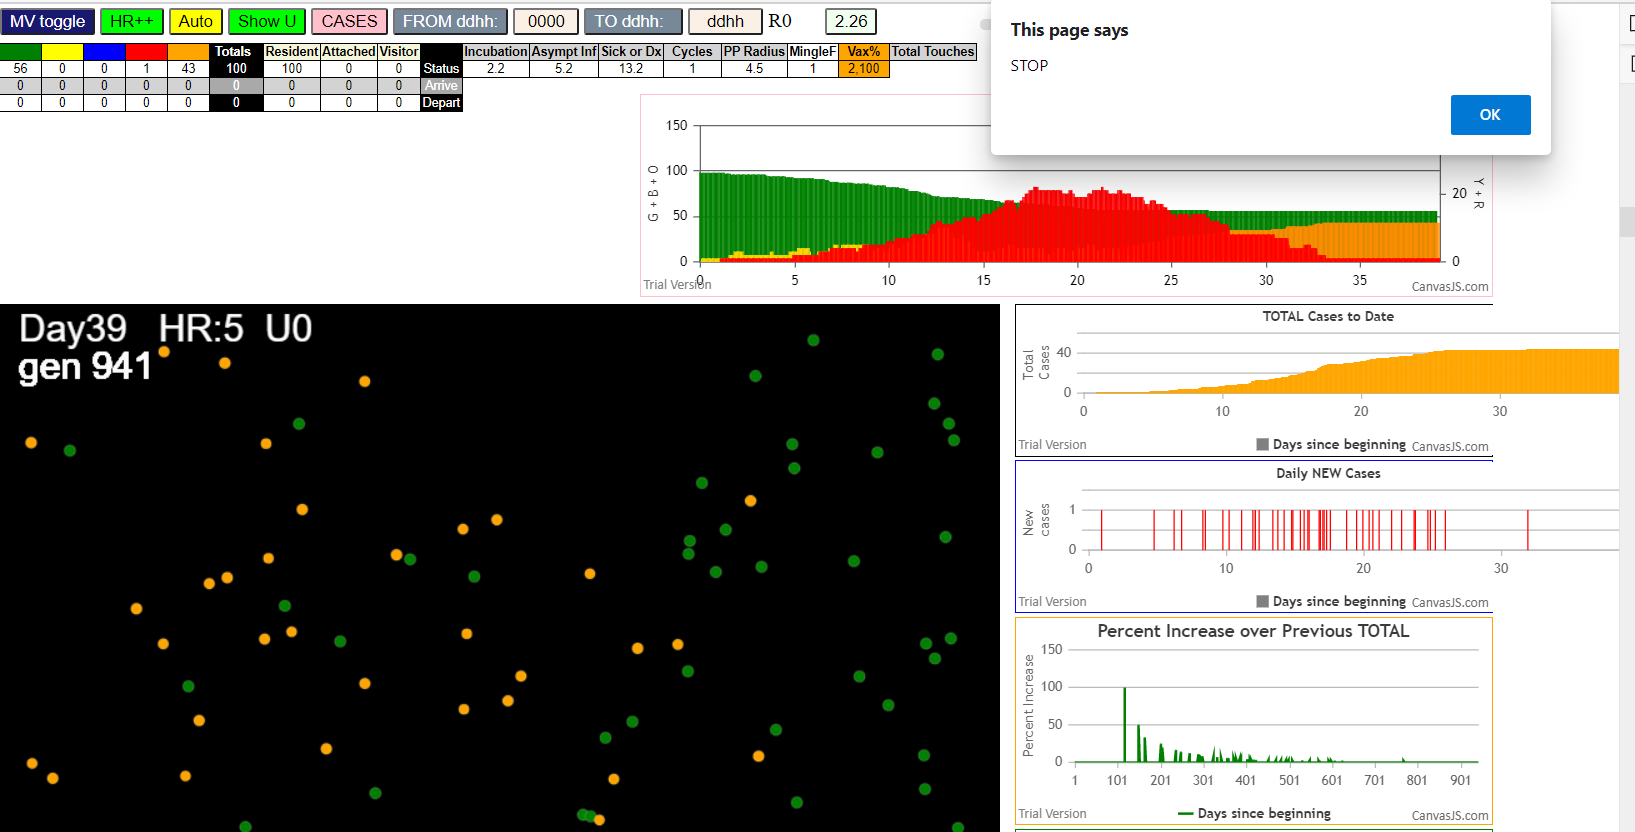 MV toggle HR++ Auto Show U CASES FROM ddhh: 0000 TO ddhh: ddhh R0 2.26
Totals Resident Attached Visitor Incubation Asympt Inf Sick or Dx Cycles PP Radius MingleF Vax% Total Touches
56 0 0 1 43 100 100 0 0 Status 2.2 5.2 13.2 1 4.5 1 2,100
0 0 0 0 0 0 0 0 0 Arrive
0 0 0 0 0 0 0 0 0 Depart
This page says
STOP
OK
150
100
50
0
G + B + O
20
0
Y + R
0 5 10 15 20 25 30 35
Trial Version CanvasJS.com
Day39 HR:5 U0
gen 941
TOTAL Cases to Date
Total
Cases
40
0
0 10 20 30
Days since beginning
Trial Version CanvasJS.com
Daily NEW Cases
New
cases
1
0
0 10 20 30
Days since beginning
Trial Version CanvasJS.com
Percent Increase over Previous TOTAL
Percent Increase
150
100
50
0
1 101 201 301 401 501 601 701 801 901
Days since beginning
Trial Version CanvasJS.com